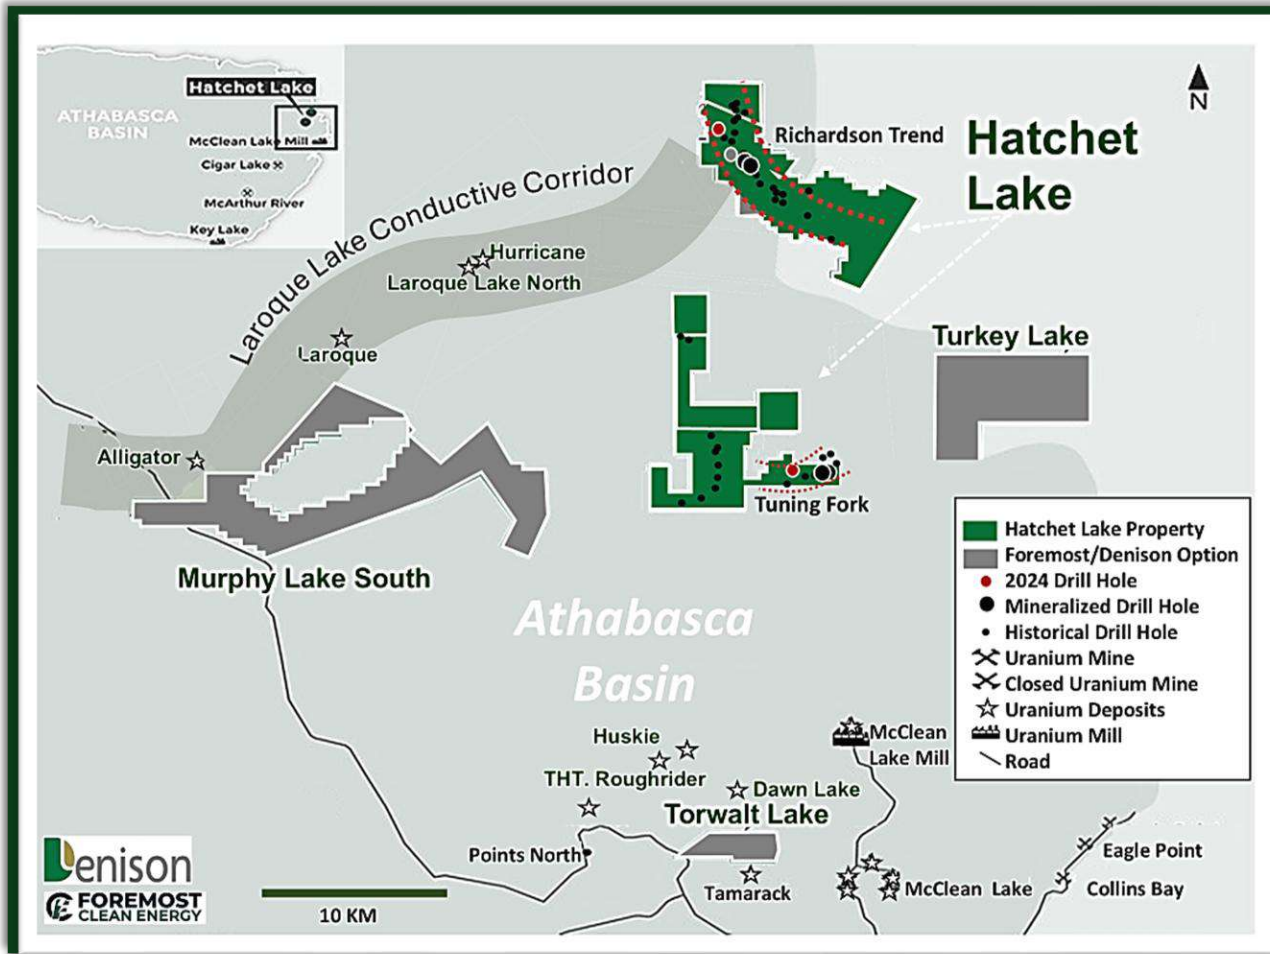 Hatchet Lake
ATHABASCA
BASIN
McClean Lake Mill
Cigar Lake
McArthur River
Key Lake
N
Richardson Trend
Hatchet
Lake
Laroque Lake Conductive Corridor
Hurricane
Laroque Lake North
Laroque
Turkey Lake
Alligator
Tuning Fork
Murphy Lake South
Athabasca
Basin
Hatchet Lake Property
Foremost/Denison Option
2024 Drill Hole
Mineralized Drill Hole
Historical Drill Hole
Uranium Mine
Closed Uranium Mine
Uranium Deposits
Uranium Mill
Road
Huskie
McClean
Lake Mill
THT. Roughrider
Dawn Lake
Torwalt Lake
Points North
Tamarack
McClean Lake
Eagle Point
Collins Bay
Denison
FOREMOST
CLEAN ENERGY
10 KM